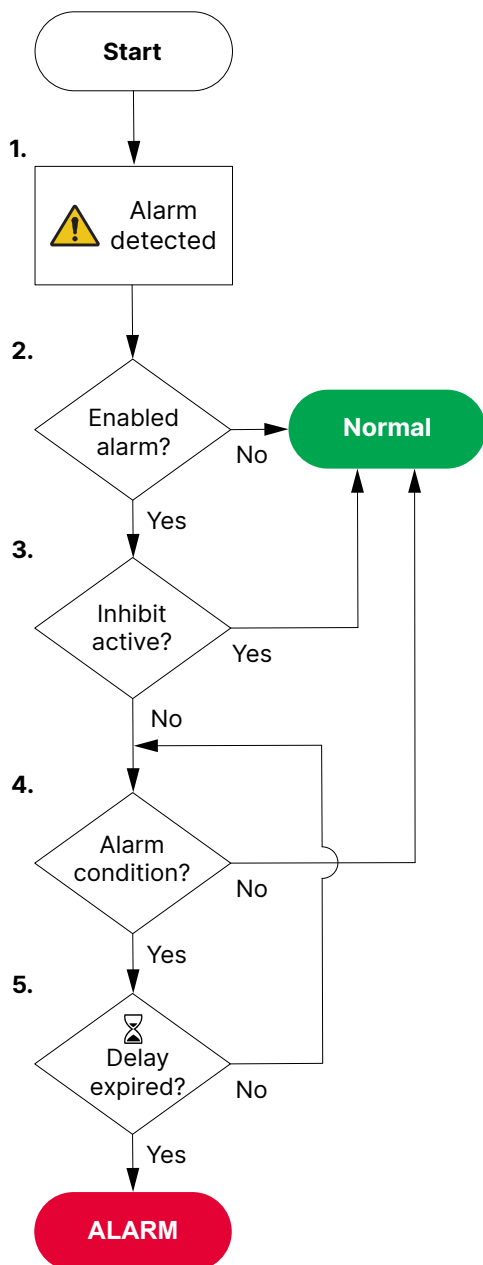 Start
1.
Alarm
detected
2.
Enabled
alarm?
No
Normal
Yes
3.
Inhibit
active?
Yes
No
4.
Alarm
condition?
No
Yes
5.
Delay
expired?
No
Yes
ALARM